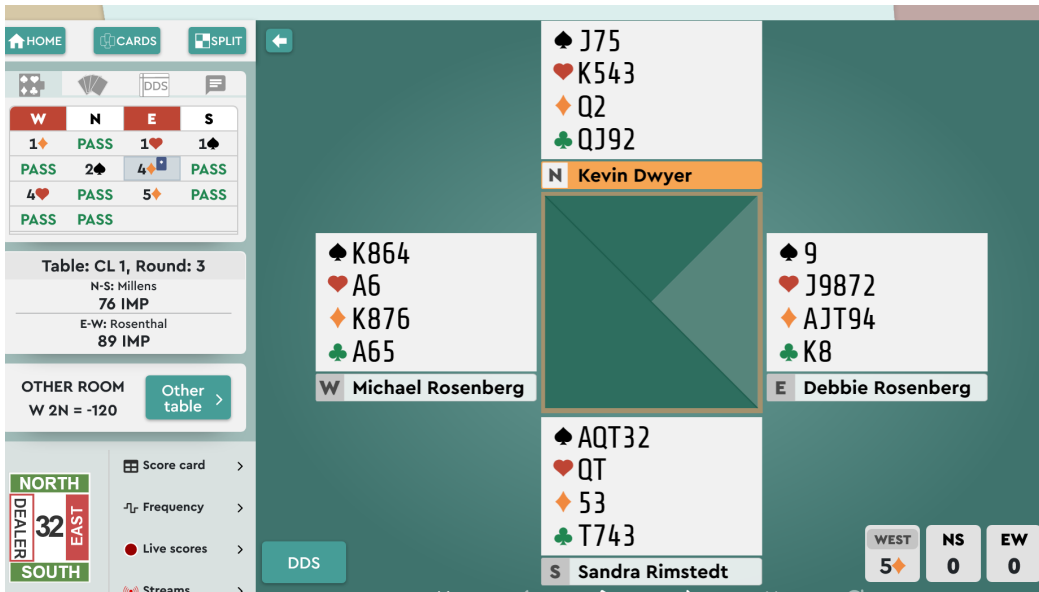 HOME CARDS SPLIT
DDS
W N E S
1♦ PASS 1♥ 1♠
PASS 2♠ 4♦ PASS
4♥ PASS 5♦ PASS
PASS PASS
Table: CL 1, Round: 3
N-S: Millens
76 IMP
E-W: Rosenthal
89 IMP
OTHER ROOM
W 2N = -120
Other
table
Score card
Frequency
Live scores
Streams
NORTH
DEALER
32
EAST
SOUTH
♠ J75
♥ K543
♦ Q2
♣ QJ92
N Kevin Dwyer
♠ K864
♥ A6
♦ K876
♣ A65
W Michael Rosenberg
♠ 9
♥ J9872
♦ AJT94
♣ K8
E Debbie Rosenberg
♠ AQT32
♥ QT
♦ 53
♣ T743
S Sandra Rimstedt
DDS
WEST NS EW
5♦ 0 0